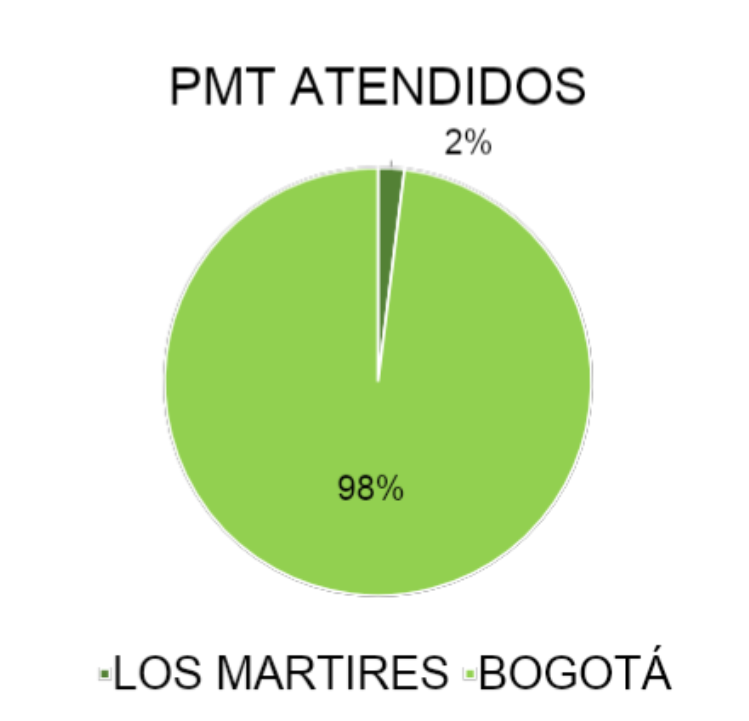 PMT ATENDIDOS
2%
98%
LOS MARTIRES BOGOTÁ